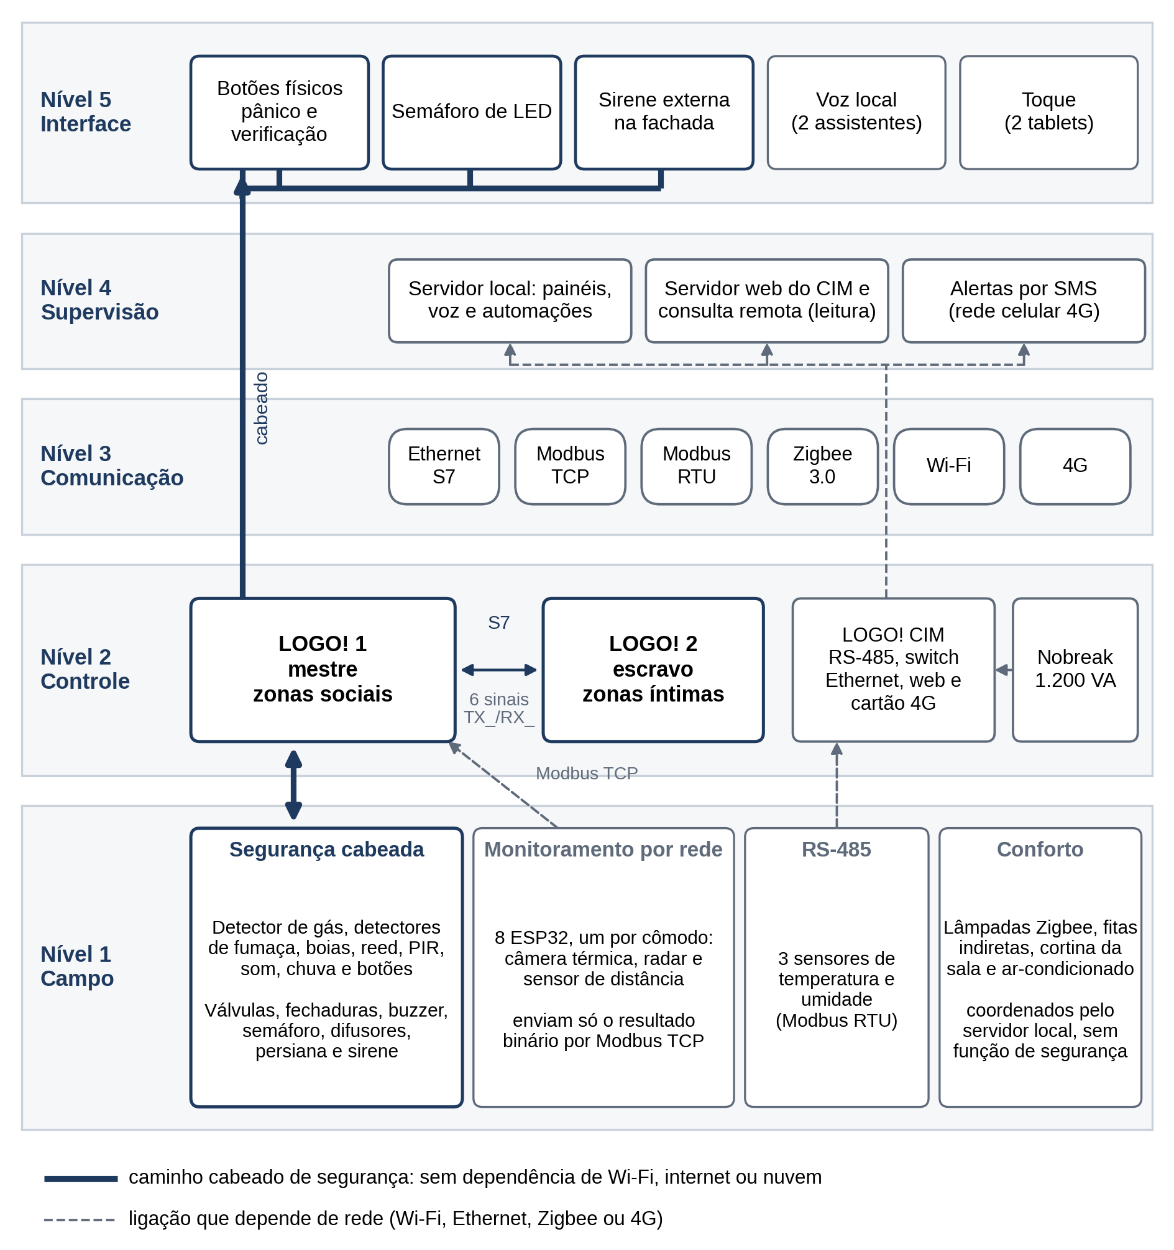 Nível 5
Interface
Botões físicos
pânico e
verificação
Semáforo de LED
Sirene externa
na fachada
Voz local
(2 assistentes)
Toque
(2 tablets)
Nível 4
Supervisão
Servidor local: painéis,
voz e automações
Servidor web do CIM e
consulta remota (leitura)
Alertas por SMS
(rede celular 4G)
cabeado
Nível 3
Comunicação
Ethernet
S7
Modbus
TCP
Modbus
RTU
Zigbee
3.0
Wi-Fi
4G
Nível 2
Controle
LOGO! 1
mestre
zonas sociais
S7
6 sinais
TX_/RX_
LOGO! 2
escravo
zonas íntimas
LOGO! CIM
RS-485, switch
Ethernet, web e
cartão 4G
Nobreak
1.200 VA
Modbus TCP
Nível 1
Campo
Segurança cabeada
Detector de gás, detectores
de fumaça, boias, reed, PIR,
som, chuva e botões
Válvulas, fechaduras, buzzer,
semáforo, difusores,
persiana e sirene
Monitoramento por rede
8 ESP32, um por cômodo:
câmera térmica, radar e
sensor de distância
enviam só o resultado
binário por Modbus TCP
RS-485
3 sensores de
temperatura e
umidade
(Modbus RTU)
Conforto
Lâmpadas Zigbee, fitas
indiretas, cortina da
sala e ar-condicionado
coordenados pelo
servidor local, sem
função de segurança
caminho cabeado de segurança: sem dependência de Wi-Fi, internet ou nuvem
ligação que depende de rede (Wi-Fi, Ethernet, Zigbee ou 4G)